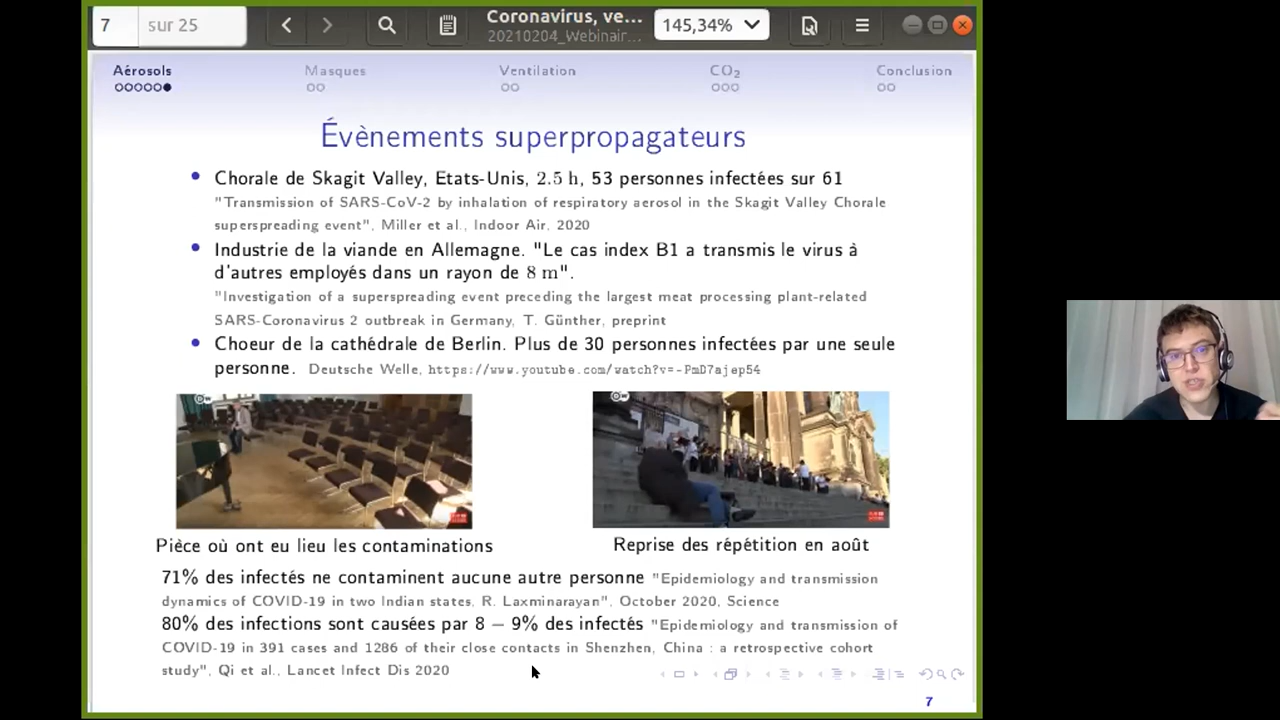 7 sur 25
Coronavirus, ve...
20210204_Webinair...
145,34%
Aérosols Masques Ventilation CO₂ Conclusion
Évènements superpropagateurs
Chorale de Skagit Valley, Etats-Unis, 2.5 h, 53 personnes infectées sur 61
"Transmission of SARS-CoV-2 by inhalation of respiratory aerosol in the Skagit Valley Chorale
superspreading event", Miller et al., Indoor Air, 2020
Industrie de la viande en Allemagne. "Le cas index B1 a transmis le virus à
d'autres employés dans un rayon de 8 m".
"Investigation of a superspreading event preceding the largest meat processing plant-related
SARS-Coronavirus 2 outbreak in Germany, T. Günther, preprint
Choeur de la cathédrale de Berlin. Plus de 30 personnes infectées par une seule
personne. Deutsche Welle, https://www.youtube.com/watch?v=-PmD7ajep54
Pièce où ont eu lieu les contaminations
Reprise des répétition en août
71% des infectés ne contaminent aucune autre personne "Epidemiology and transmission
dynamics of COVID-19 in two Indian states, R. Laxminarayan", October 2020, Science
80% des infections sont causées par 8 – 9% des infectés "Epidemiology and transmission of
COVID-19 in 391 cases and 1286 of their close contacts in Shenzhen, China : a retrospective cohort
study", Qi et al., Lancet Infect Dis 2020
7